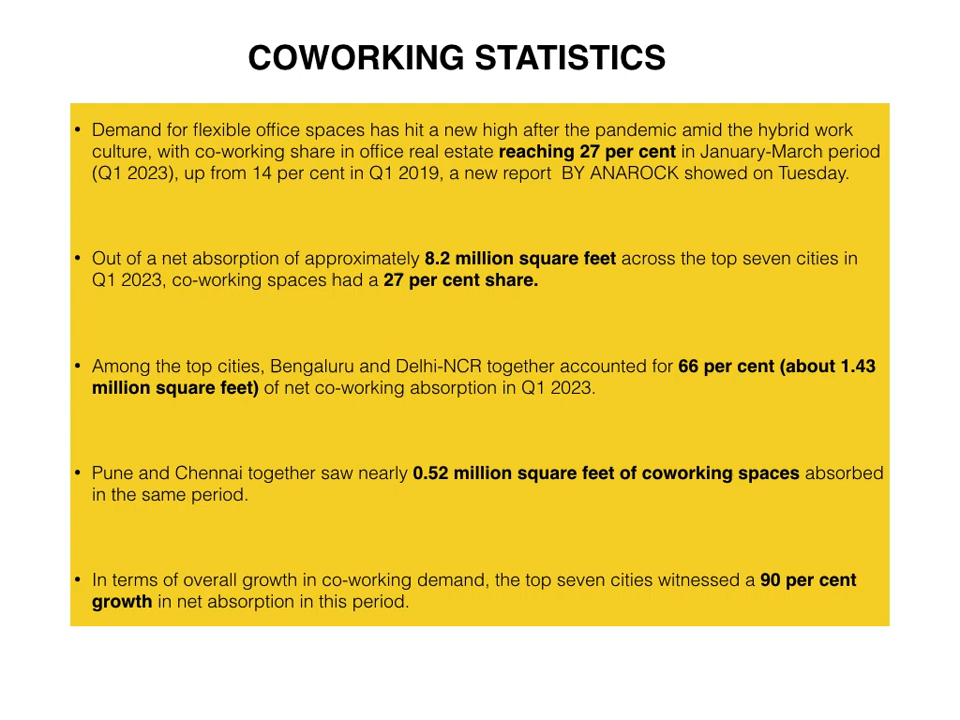 COWORKING STATISTICS
• Demand for flexible office spaces has hit a new high after the pandemic amid the hybrid work
culture, with co-working share in office real estate reaching 27 per cent in January-March period
(Q1 2023), up from 14 per cent in Q1 2019, a new report  BY ANAROCK showed on Tuesday.
• Out of a net absorption of approximately 8.2 million square feet across the top seven cities in
Q1 2023, co-working spaces had a 27 per cent share.
• Among the top cities, Bengaluru and Delhi-NCR together accounted for 66 per cent (about 1.43
million square feet) of net co-working absorption in Q1 2023.
• Pune and Chennai together saw nearly 0.52 million square feet of coworking spaces absorbed
in the same period.
• In terms of overall growth in co-working demand, the top seven cities witnessed a 90 per cent
growth in net absorption in this period.